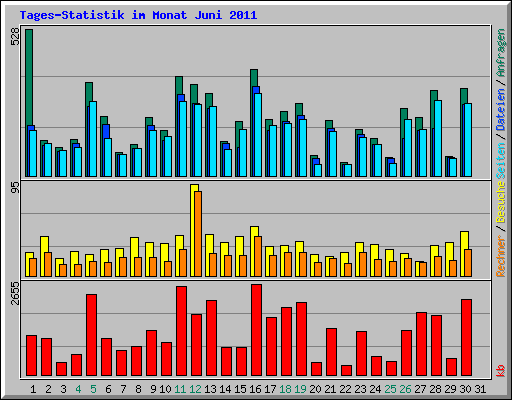 Tages-Statistik im Monat Juni 2011
528
95
2655
Rechner / Besuche Seiten / Dateien / Anfragen
kb
1 2 3 4 5 6 7 8 9 10 11 12 13 14 15 16 17 18 19 20 21 22 23 24 25 26 27 28 29 30 31